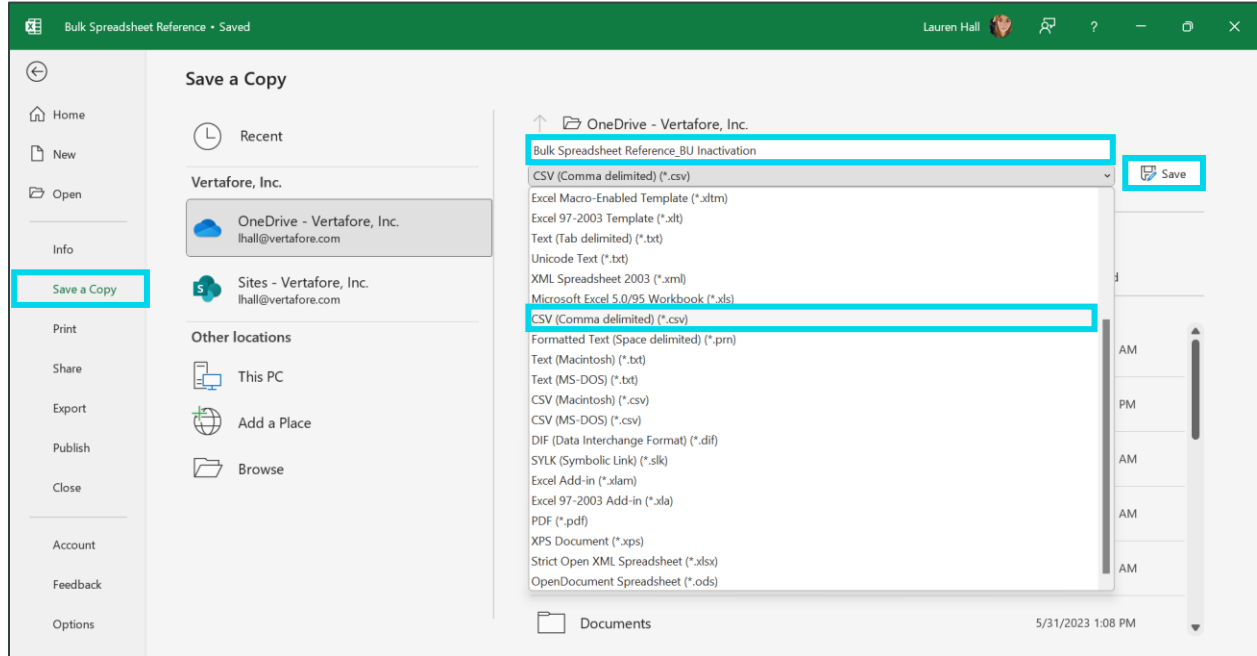 Bulk Spreadsheet Reference • Saved
Lauren Hall
?
Save a Copy
Home
New
Open
Info
Save a Copy
Print
Share
Export
Publish
Close
Account
Feedback
Options
Recent
Vertafore, Inc.
OneDrive - Vertafore, Inc.
lhall@vertafore.com
Sites - Vertafore, Inc.
lhall@vertafore.com
Other locations
This PC
Add a Place
Browse
OneDrive - Vertafore, Inc.
Bulk Spreadsheet Reference_BU Inactivation
CSV (Comma delimited) (*.csv)
Save
Excel Macro-Enabled Template (*.xltm)
Excel 97-2003 Template (*.xlt)
Text (Tab delimited) (*.txt)
Unicode Text (*.txt)
XML Spreadsheet 2003 (*.xml)
Microsoft Excel 5.0/95 Workbook (*.xls)
CSV (Comma delimited) (*.csv)
Formatted Text (Space delimited) (*.prn)
Text (Macintosh) (*.txt)
Text (MS-DOS) (*.txt)
CSV (Macintosh) (*.csv)
CSV (MS-DOS) (*.csv)
DIF (Data Interchange Format) (*.dif)
SYLK (Symbolic Link) (*.slk)
Excel Add-in (*.xlam)
Excel 97-2003 Add-in (*.xla)
PDF (*.pdf)
XPS Document (*.xps)
Strict Open XML Spreadsheet (*.xlsx)
OpenDocument Spreadsheet (*.ods)
AM
PM
AM
AM
AM
Documents
5/31/2023 1:08 PM